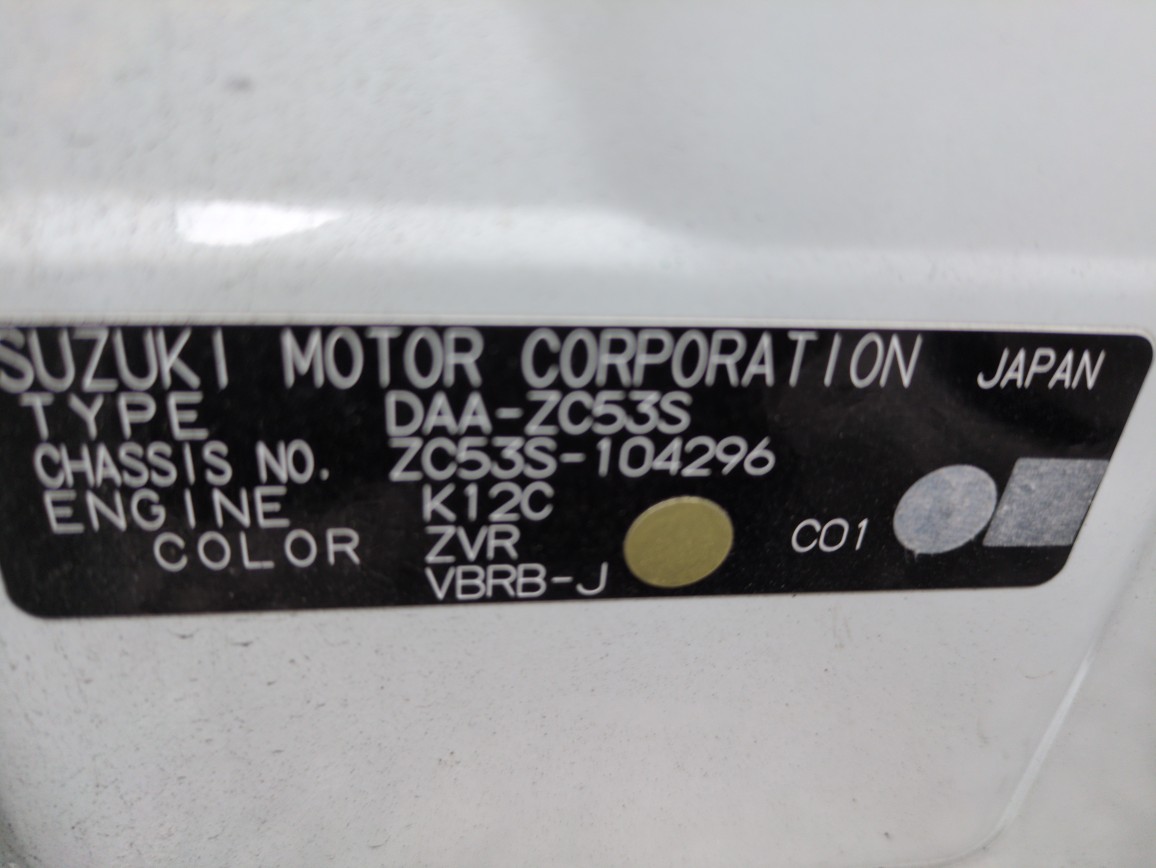 SUZUKI MOTOR CORPORATION JAPAN
TYPE DAA-ZC53S
CHASSIS NO. ZC53S-104296
ENGINE K12C
COLOR ZVR C01
VBRB-J